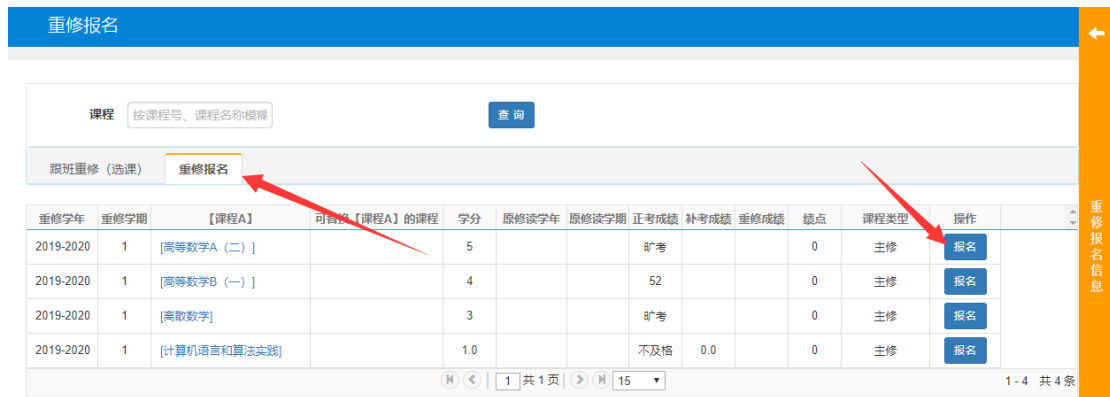 重修报名
课程 按课程号、课程名称模糊 查 询
跟班重修（选课） 重修报名
重修学年 重修学期 【课程A】 可替换【课程A】的课程 学分 原修读学年 原修读学期 正考成绩 补考成绩 重修成绩 绩点 课程类型 操作
2019-2020 1 [高等数学A（二）] 5 旷考 0 主修 报名
2019-2020 1 [高等数学B（一）] 4 52 0 主修 报名
2019-2020 1 [离散数学] 3 旷考 0 主修 报名
2019-2020 1 [计算机语言和算法实践] 1.0 不及格 0.0 0 主修 报名
1 共 1 页 15 1 - 4 共 4 条
重修报名信息